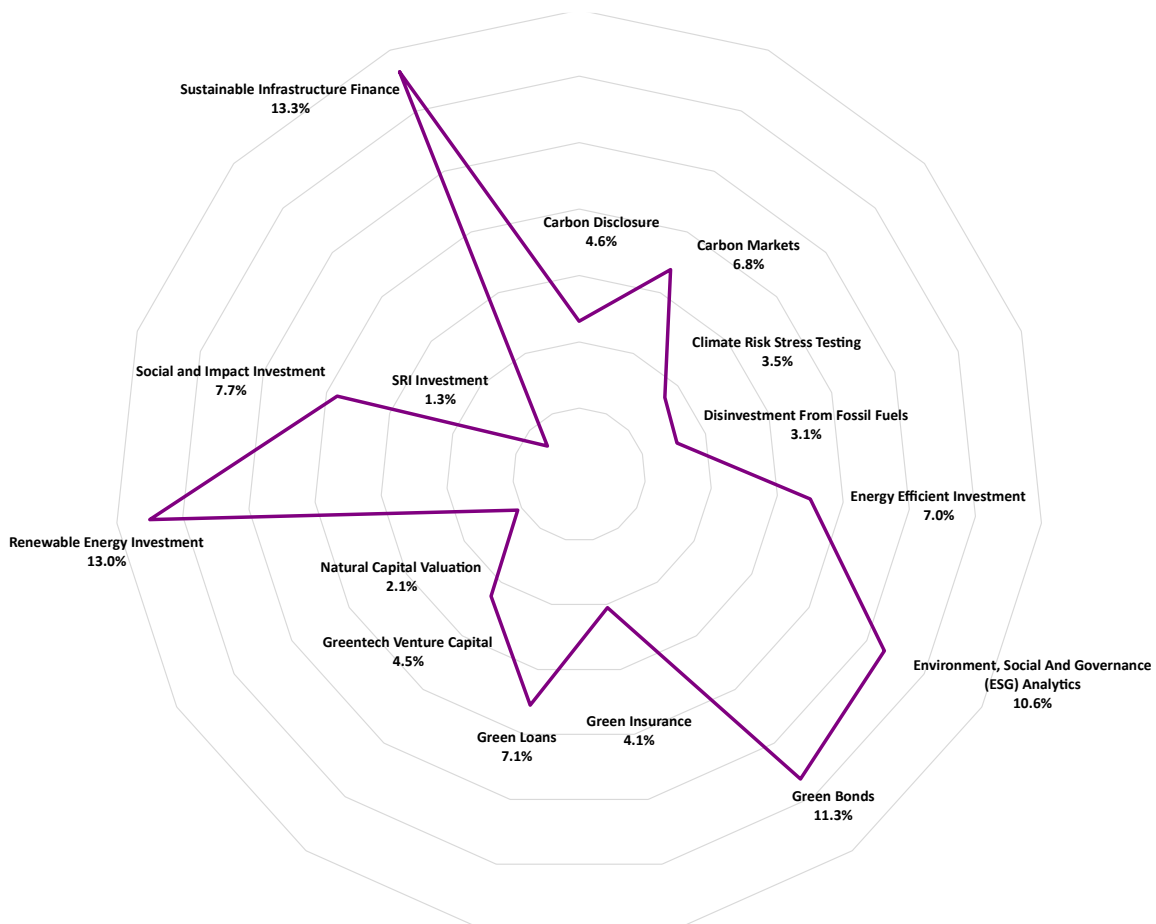 Sustainable Infrastructure Finance
13.3%
Carbon Disclosure
4.6%
Carbon Markets
6.8%
Climate Risk Stress Testing
3.5%
Disinvestment From Fossil Fuels
3.1%
Energy Efficient Investment
7.0%
Environment, Social And Governance
(ESG) Analytics
10.6%
Green Bonds
11.3%
Green Insurance
4.1%
Green Loans
7.1%
Greentech Venture Capital
4.5%
Natural Capital Valuation
2.1%
Renewable Energy Investment
13.0%
Social and Impact Investment
7.7%
SRI Investment
1.3%